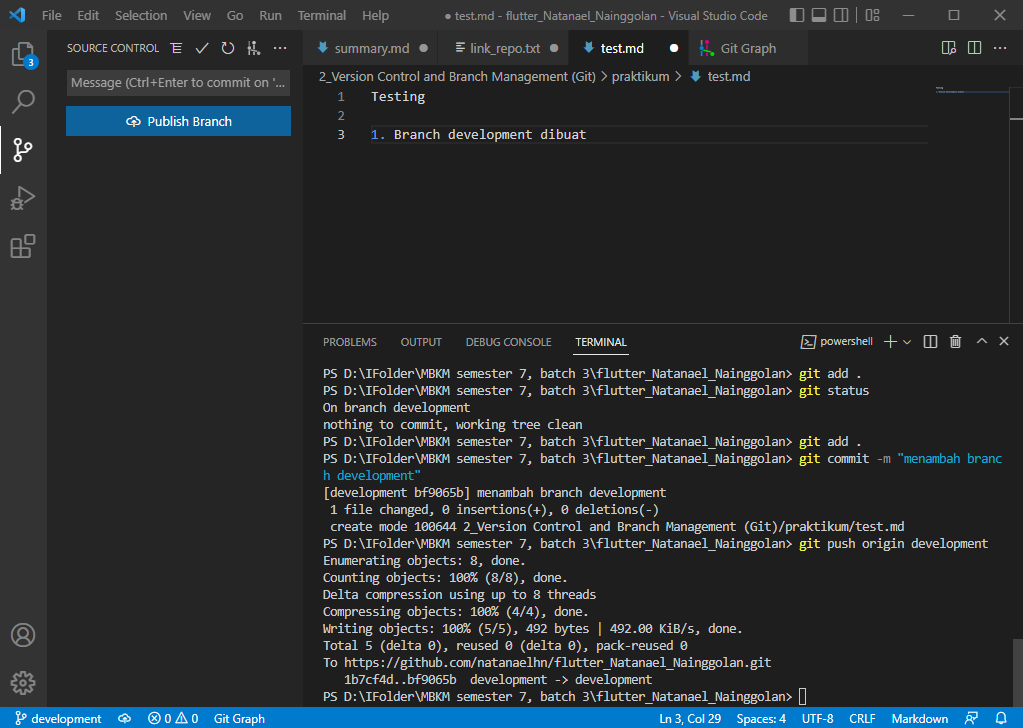 File Edit Selection View Go Run Terminal Help
● test.md - flutter_Natanael_Nainggolan - Visual Studio Code
3
SOURCE CONTROL
Message (Ctrl+Enter to commit on '...
Publish Branch
summary.md ● link_repo.txt ● test.md ● Git Graph
2_Version Control and Branch Management (Git) > praktikum > test.md
1 Testing
2
3 1. Branch development dibuat
PROBLEMS OUTPUT DEBUG CONSOLE TERMINAL
powershell
PS D:\IFolder\MBKM semester 7, batch 3\flutter_Natanael_Nainggolan> git add .
PS D:\IFolder\MBKM semester 7, batch 3\flutter_Natanael_Nainggolan> git status
On branch development
nothing to commit, working tree clean
PS D:\IFolder\MBKM semester 7, batch 3\flutter_Natanael_Nainggolan> git add .
PS D:\IFolder\MBKM semester 7, batch 3\flutter_Natanael_Nainggolan> git commit -m "menambah branc
h development"
[development bf9065b] menambah branch development
1 file changed, 0 insertions(+), 0 deletions(-)
create mode 100644 2_Version Control and Branch Management (Git)/praktikum/test.md
PS D:\IFolder\MBKM semester 7, batch 3\flutter_Natanael_Nainggolan> git push origin development
Enumerating objects: 8, done.
Counting objects: 100% (8/8), done.
Delta compression using up to 8 threads
Compressing objects: 100% (4/4), done.
Writing objects: 100% (5/5), 492 bytes | 492.00 KiB/s, done.
Total 5 (delta 0), reused 0 (delta 0), pack-reused 0
To https://github.com/natanaelhn/flutter_Natanael_Nainggolan.git
1b7cf4d..bf9065b  development -> development
PS D:\IFolder\MBKM semester 7, batch 3\flutter_Natanael_Nainggolan>
development 0 0 Git Graph Ln 3, Col 29 Spaces: 4 UTF-8 CRLF Markdown